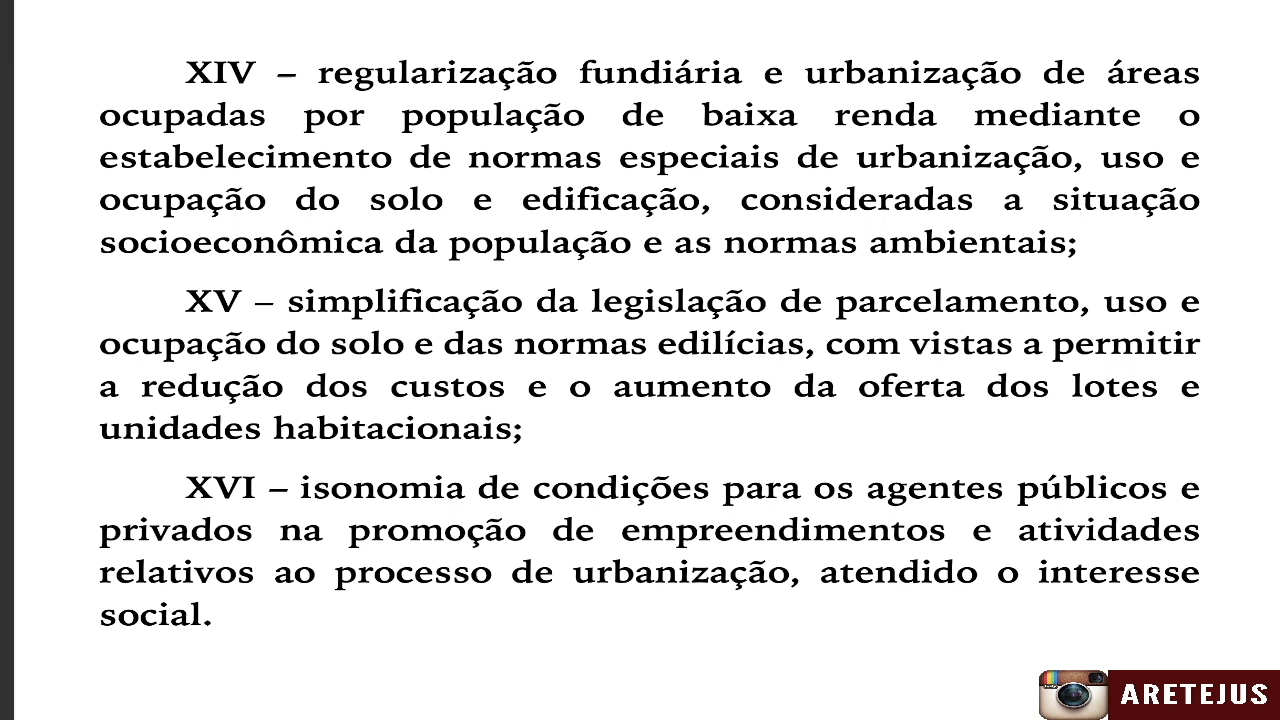 XIV – regularização fundiária e urbanização de áreas
ocupadas por população de baixa renda mediante o
estabelecimento de normas especiais de urbanização, uso e
ocupação do solo e edificação, consideradas a situação
socioeconômica da população e as normas ambientais;
XV – simplificação da legislação de parcelamento, uso e
ocupação do solo e das normas edilícias, com vistas a permitir
a redução dos custos e o aumento da oferta dos lotes e
unidades habitacionais;
XVI – isonomia de condições para os agentes públicos e
privados na promoção de empreendimentos e atividades
relativos ao processo de urbanização, atendido o interesse
social.
ARETEJUS